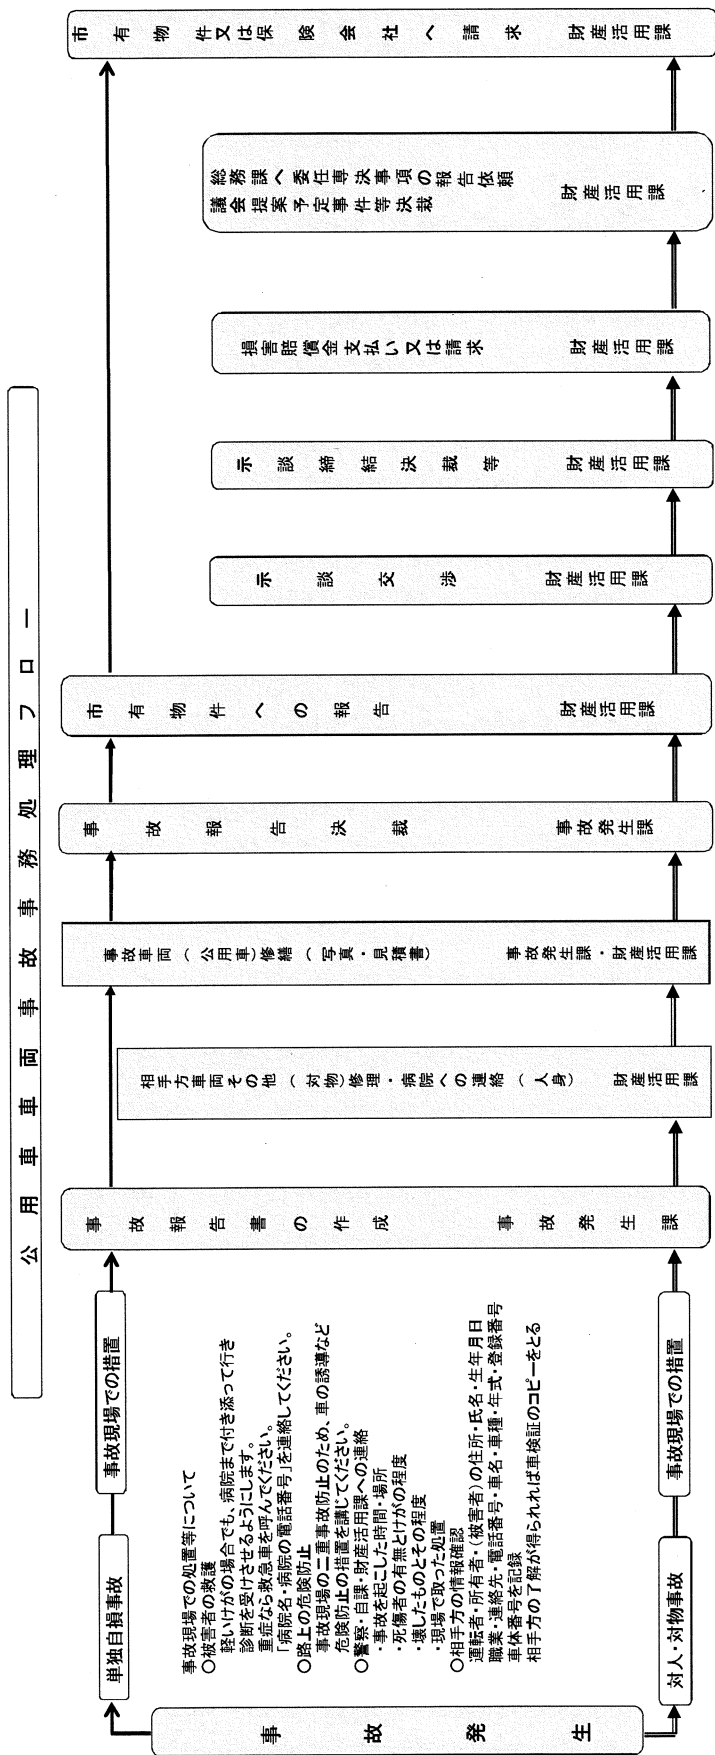 公用車車両事故事務処理フロー
事故発生
単独自損事故
事故現場での措置
事故現場での処置等について
○被害者の救護
軽いけがの場合でも、病院まで付き添って行き
診断を受けさせるようにします。
重症なら救急車を呼んでください。
「病院名・病院の電話番号」を連絡してください。
○路上の危険防止
事故現場の二重事故防止のため、車の誘導など
危険防止の措置を講じてください。
○警察・自課・財産活用課への連絡
・事故を起こした時間・場所
・死傷者の有無とけがの程度
・壊したものとその程度
・現場で取った処置
○相手方の情報確認
運転者・所有者・(被害者)の住所・氏名・生年月日
職業・連絡先・電話番号・車名・車種・年式・登録番号
車体番号を記録
相手方の了解が得られれば車検証のコピーをとる
対人・対物事故
事故現場での措置
事故報告書の作成 事故発生課
相手方車両その他(対物)修理・病院への連絡(人身) 財産活用課
事故車両(公用車)修繕(写真・見積書) 事故発生課・財産活用課
事故報告決裁 事故発生課
市有物件への報告 財産活用課
示談交渉 財産活用課
示談締結決裁等 財産活用課
損害賠償金支払い又は請求 財産活用課
総務課へ委任専決事項の報告依頼
議会提案予定事件等決裁 財産活用課
市有物件又は保険会社へ請求 財産活用課